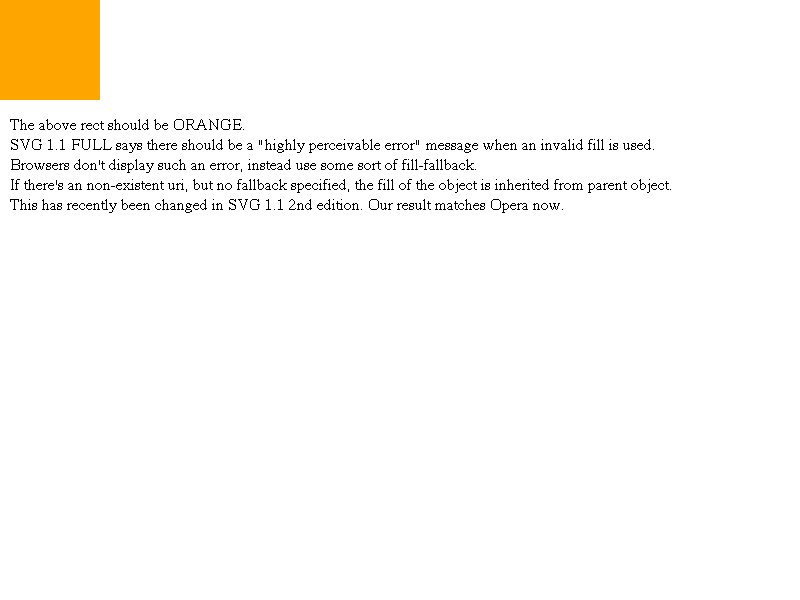 The above rect should be ORANGE.
SVG 1.1 FULL says there should be a "highly perceivable error" message when an invalid fill is used.
Browsers don't display such an error, instead use some sort of fill-fallback.
If there's an non-existent uri, but no fallback specified, the fill of the object is inherited from parent object.
This has recently been changed in SVG 1.1 2nd edition. Our result matches Opera now.